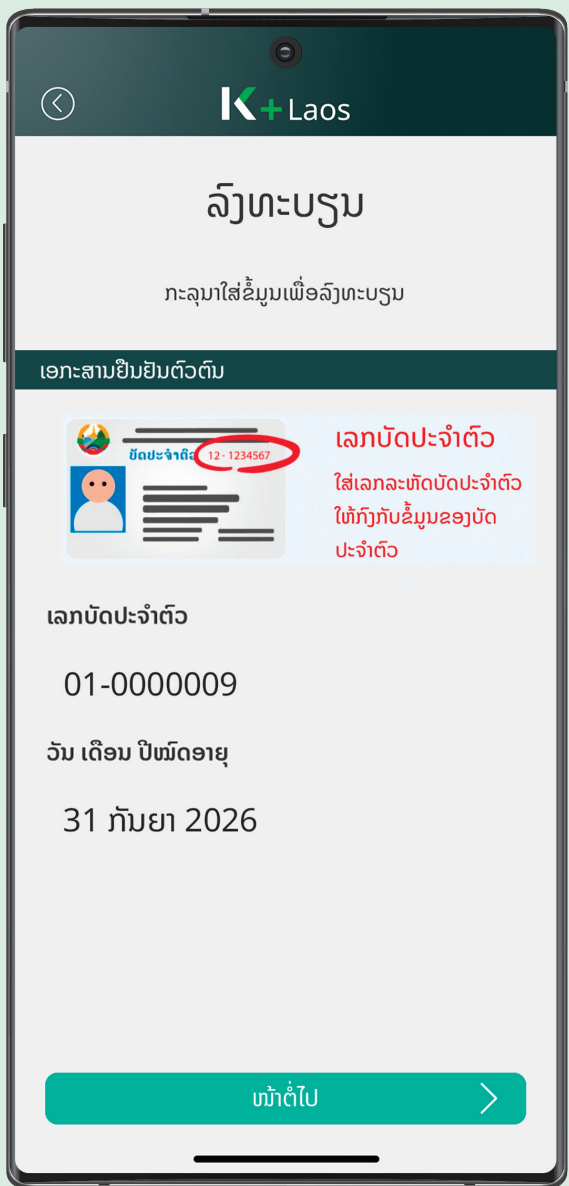 K+ Laos
ລົງທະບຽນ
ກະລຸນາໃສ່ຂໍ້ມູນເພື່ອລົງທະບຽນ
ເອກະສານຢືນຢັນຕົວຕົນ
ບັດປະຈຳຕົວ 12- 1234567
ເລກບັດປະຈຳຕົວ
ໃສ່ເລກລະຫັດບັດປະຈຳຕົວ
ໃຫ້ກົງກັບຂໍ້ມູນຂອງບັດ
ປະຈຳຕົວ
ເລກບັດປະຈຳຕົວ
01-0000009
ວັນ ເດືອນ ປີໝົດອາຍຸ
31 ກັນຍາ 2026
ໜ້າຕໍ່ໄປ